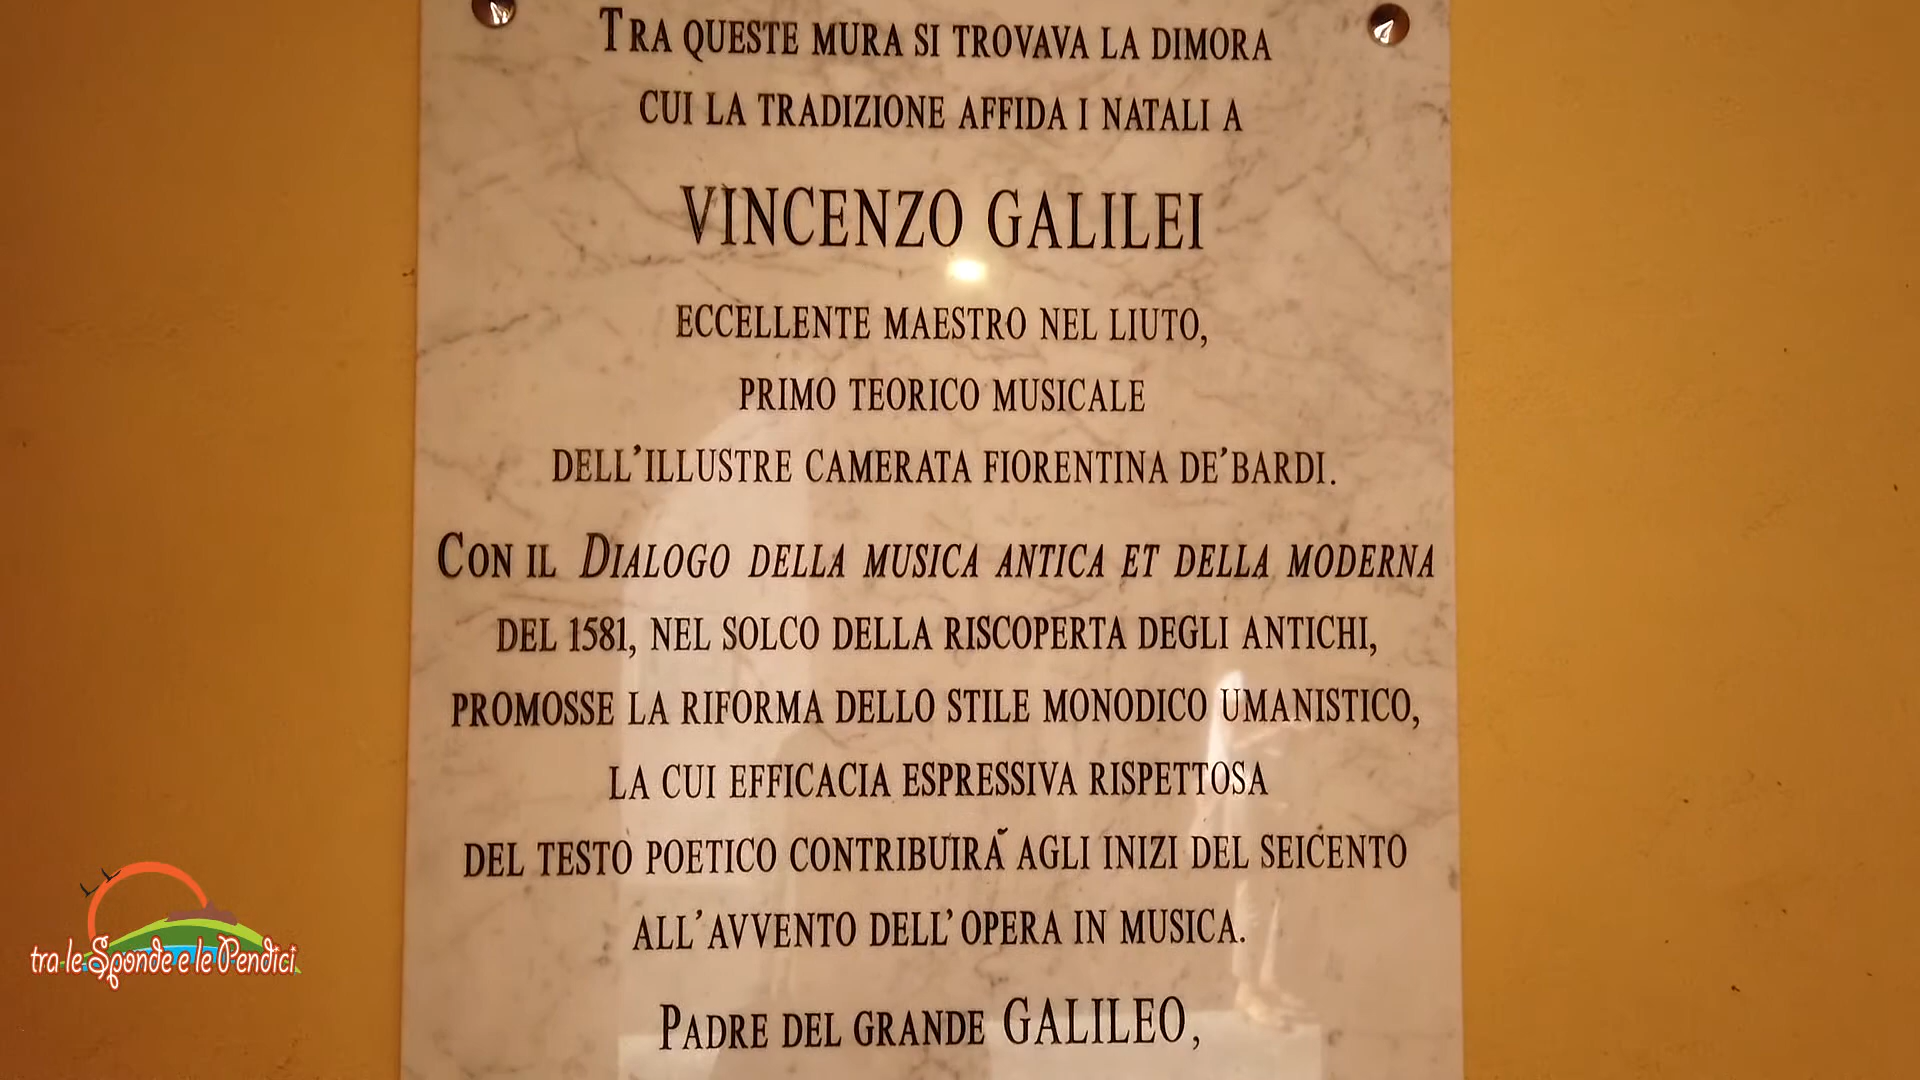 TRA QUESTE MURA SI TROVAVA LA DIMORA
CUI LA TRADIZIONE AFFIDA I NATALI A
VINCENZO GALILEI
ECCELLENTE MAESTRO NEL LIUTO,
PRIMO TEORICO MUSICALE
DELL'ILLUSTRE CAMERATA FIORENTINA DE'BARDI.
CON IL DIALOGO DELLA MUSICA ANTICA ET DELLA MODERNA
DEL 1581, NEL SOLCO DELLA RISCOPERTA DEGLI ANTICHI,
PROMOSSE LA RIFORMA DELLO STILE MONODICO UMANISTICO,
LA CUI EFFICACIA ESPRESSIVA RISPETTOSA
DEL TESTO POETICO CONTRIBUIRÀ AGLI INIZI DEL SEICENTO
ALL'AVVENTO DELL'OPERA IN MUSICA.
PADRE DEL GRANDE GALILEO,
tra le Sponde e le Pendici